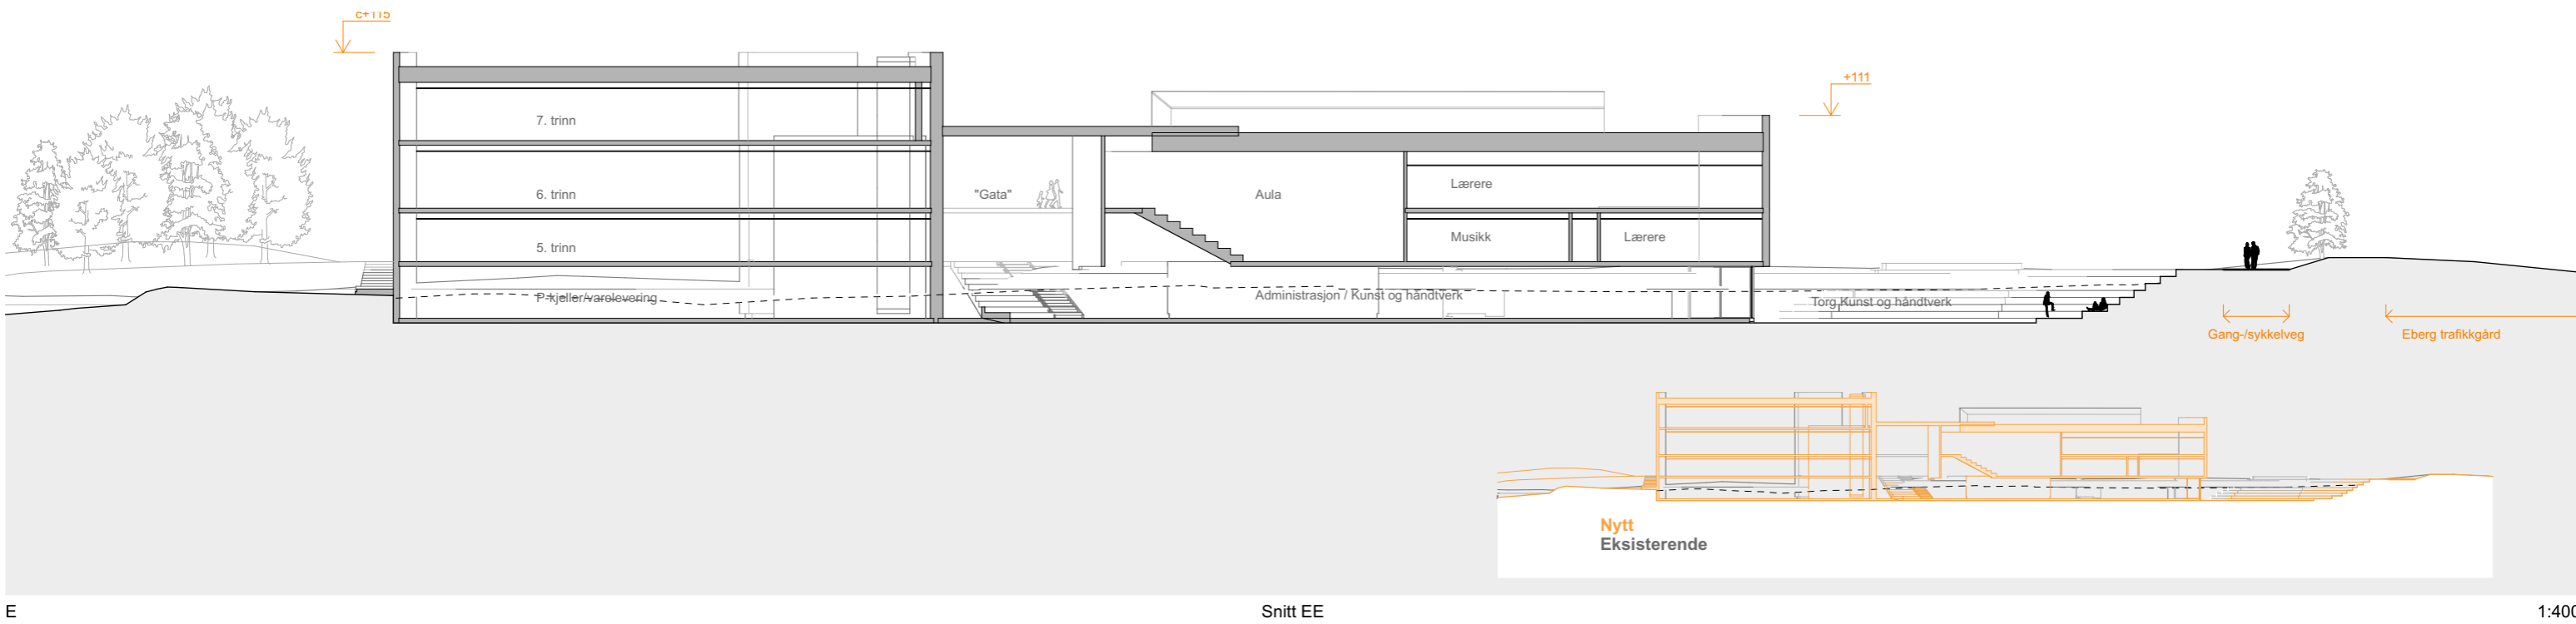 c+115
+111
7. trinn
6. trinn
"Gata"
Aula
Lærere
5. trinn
Musikk
Lærere
P-kjeller/varelevering
Administrasjon / Kunst og håndtverk
Torg Kunst og håndtverk
Gang-/sykkelveg
Eberg trafikkgård
Nytt
Eksisterende
E
Snitt EE
1:400